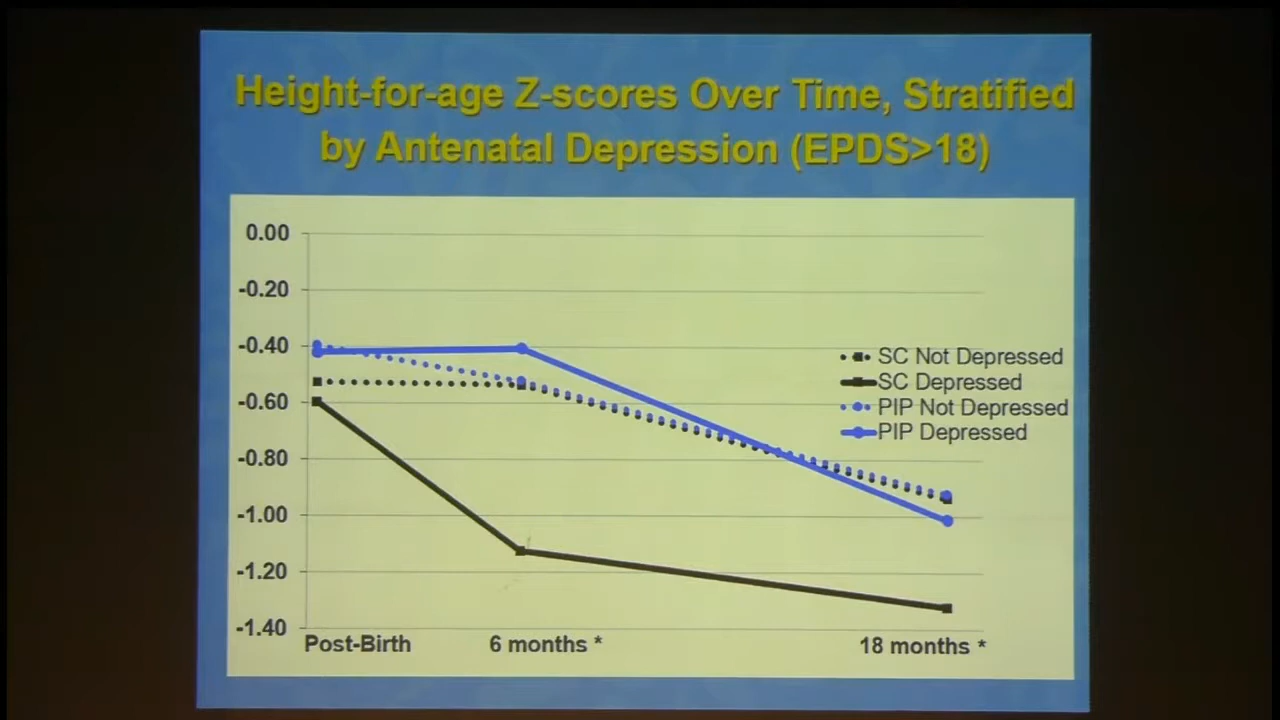 Height-for-age Z-scores Over Time, Stratified
by Antenatal Depression (EPDS>18)
0.00
-0.20
-0.40
-0.60
-0.80
-1.00
-1.20
-1.40
SC Not Depressed
SC Depressed
PIP Not Depressed
PIP Depressed
Post-Birth
6 months *
18 months *